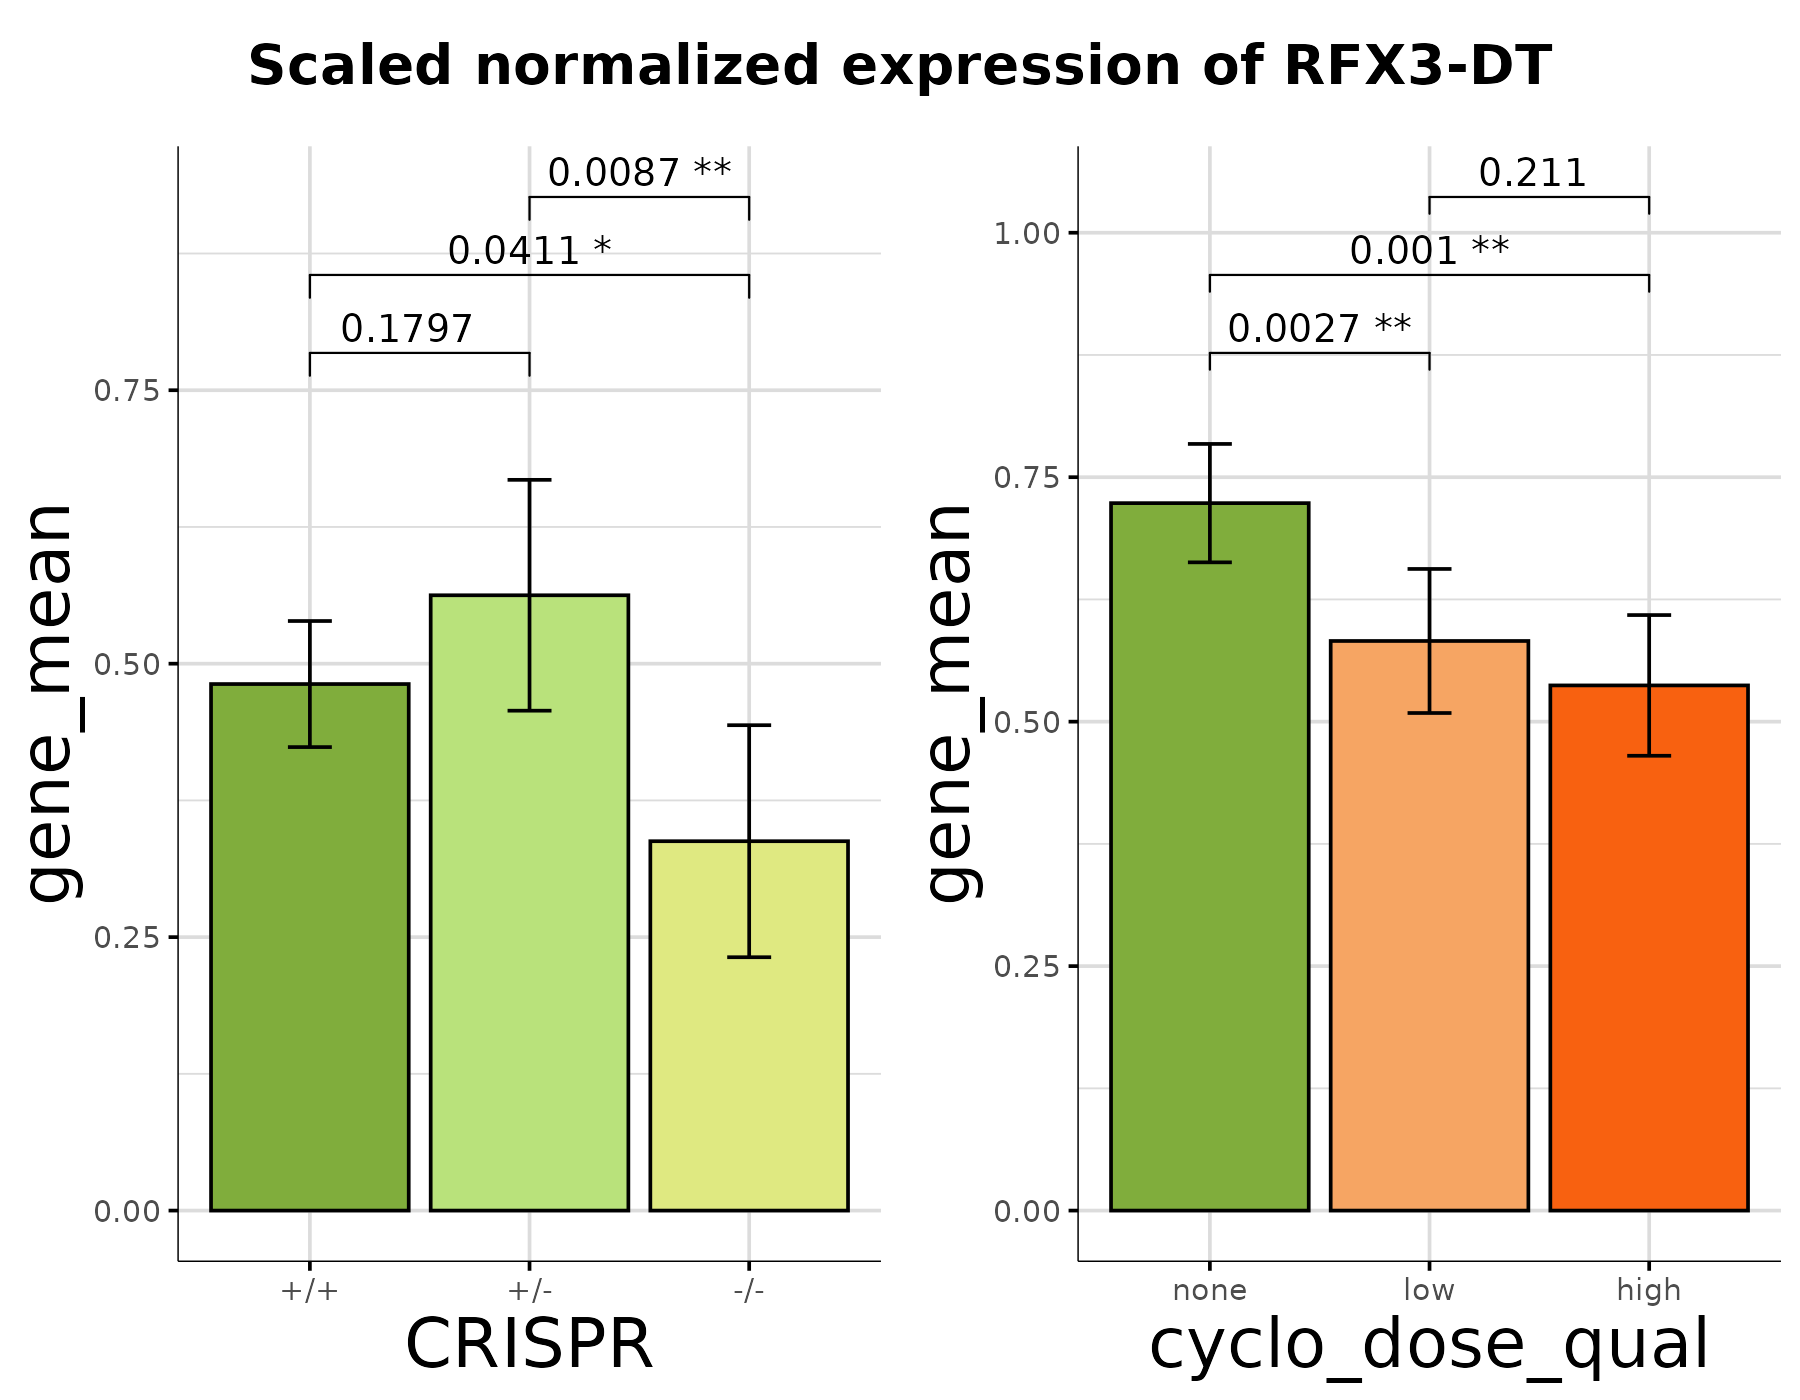 Scaled normalized expression of RFX3-DT
gene_mean
0.75
0.50
0.25
0.00
0.0087 **
0.0411 *
0.1797
+/+
+/-
-/-
CRISPR
gene_mean
1.00
0.75
0.50
0.25
0.00
0.211
0.001 **
0.0027 **
none
low
high
cyclo_dose_qual